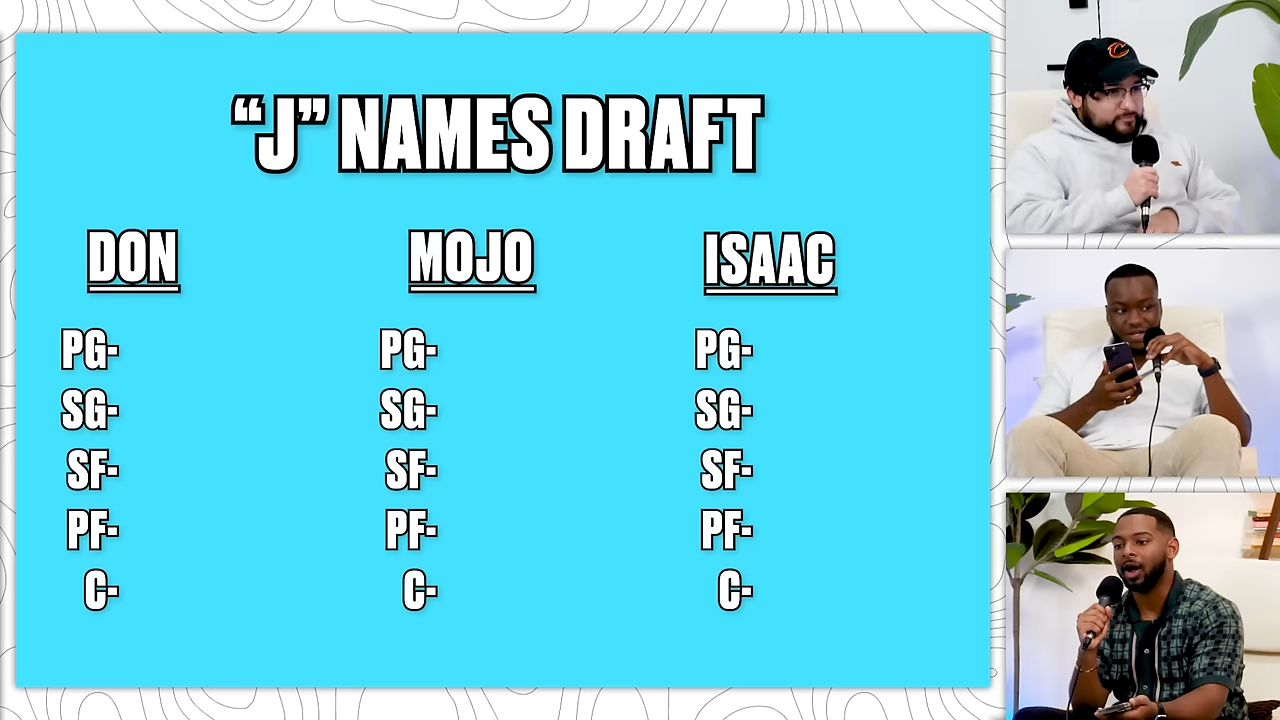 “J” NAMES DRAFT
DON
PG-
SG-
SF-
PF-
C-
MOJO
PG-
SG-
SF-
PF-
C-
ISAAC
PG-
SG-
SF-
PF-
C-
C